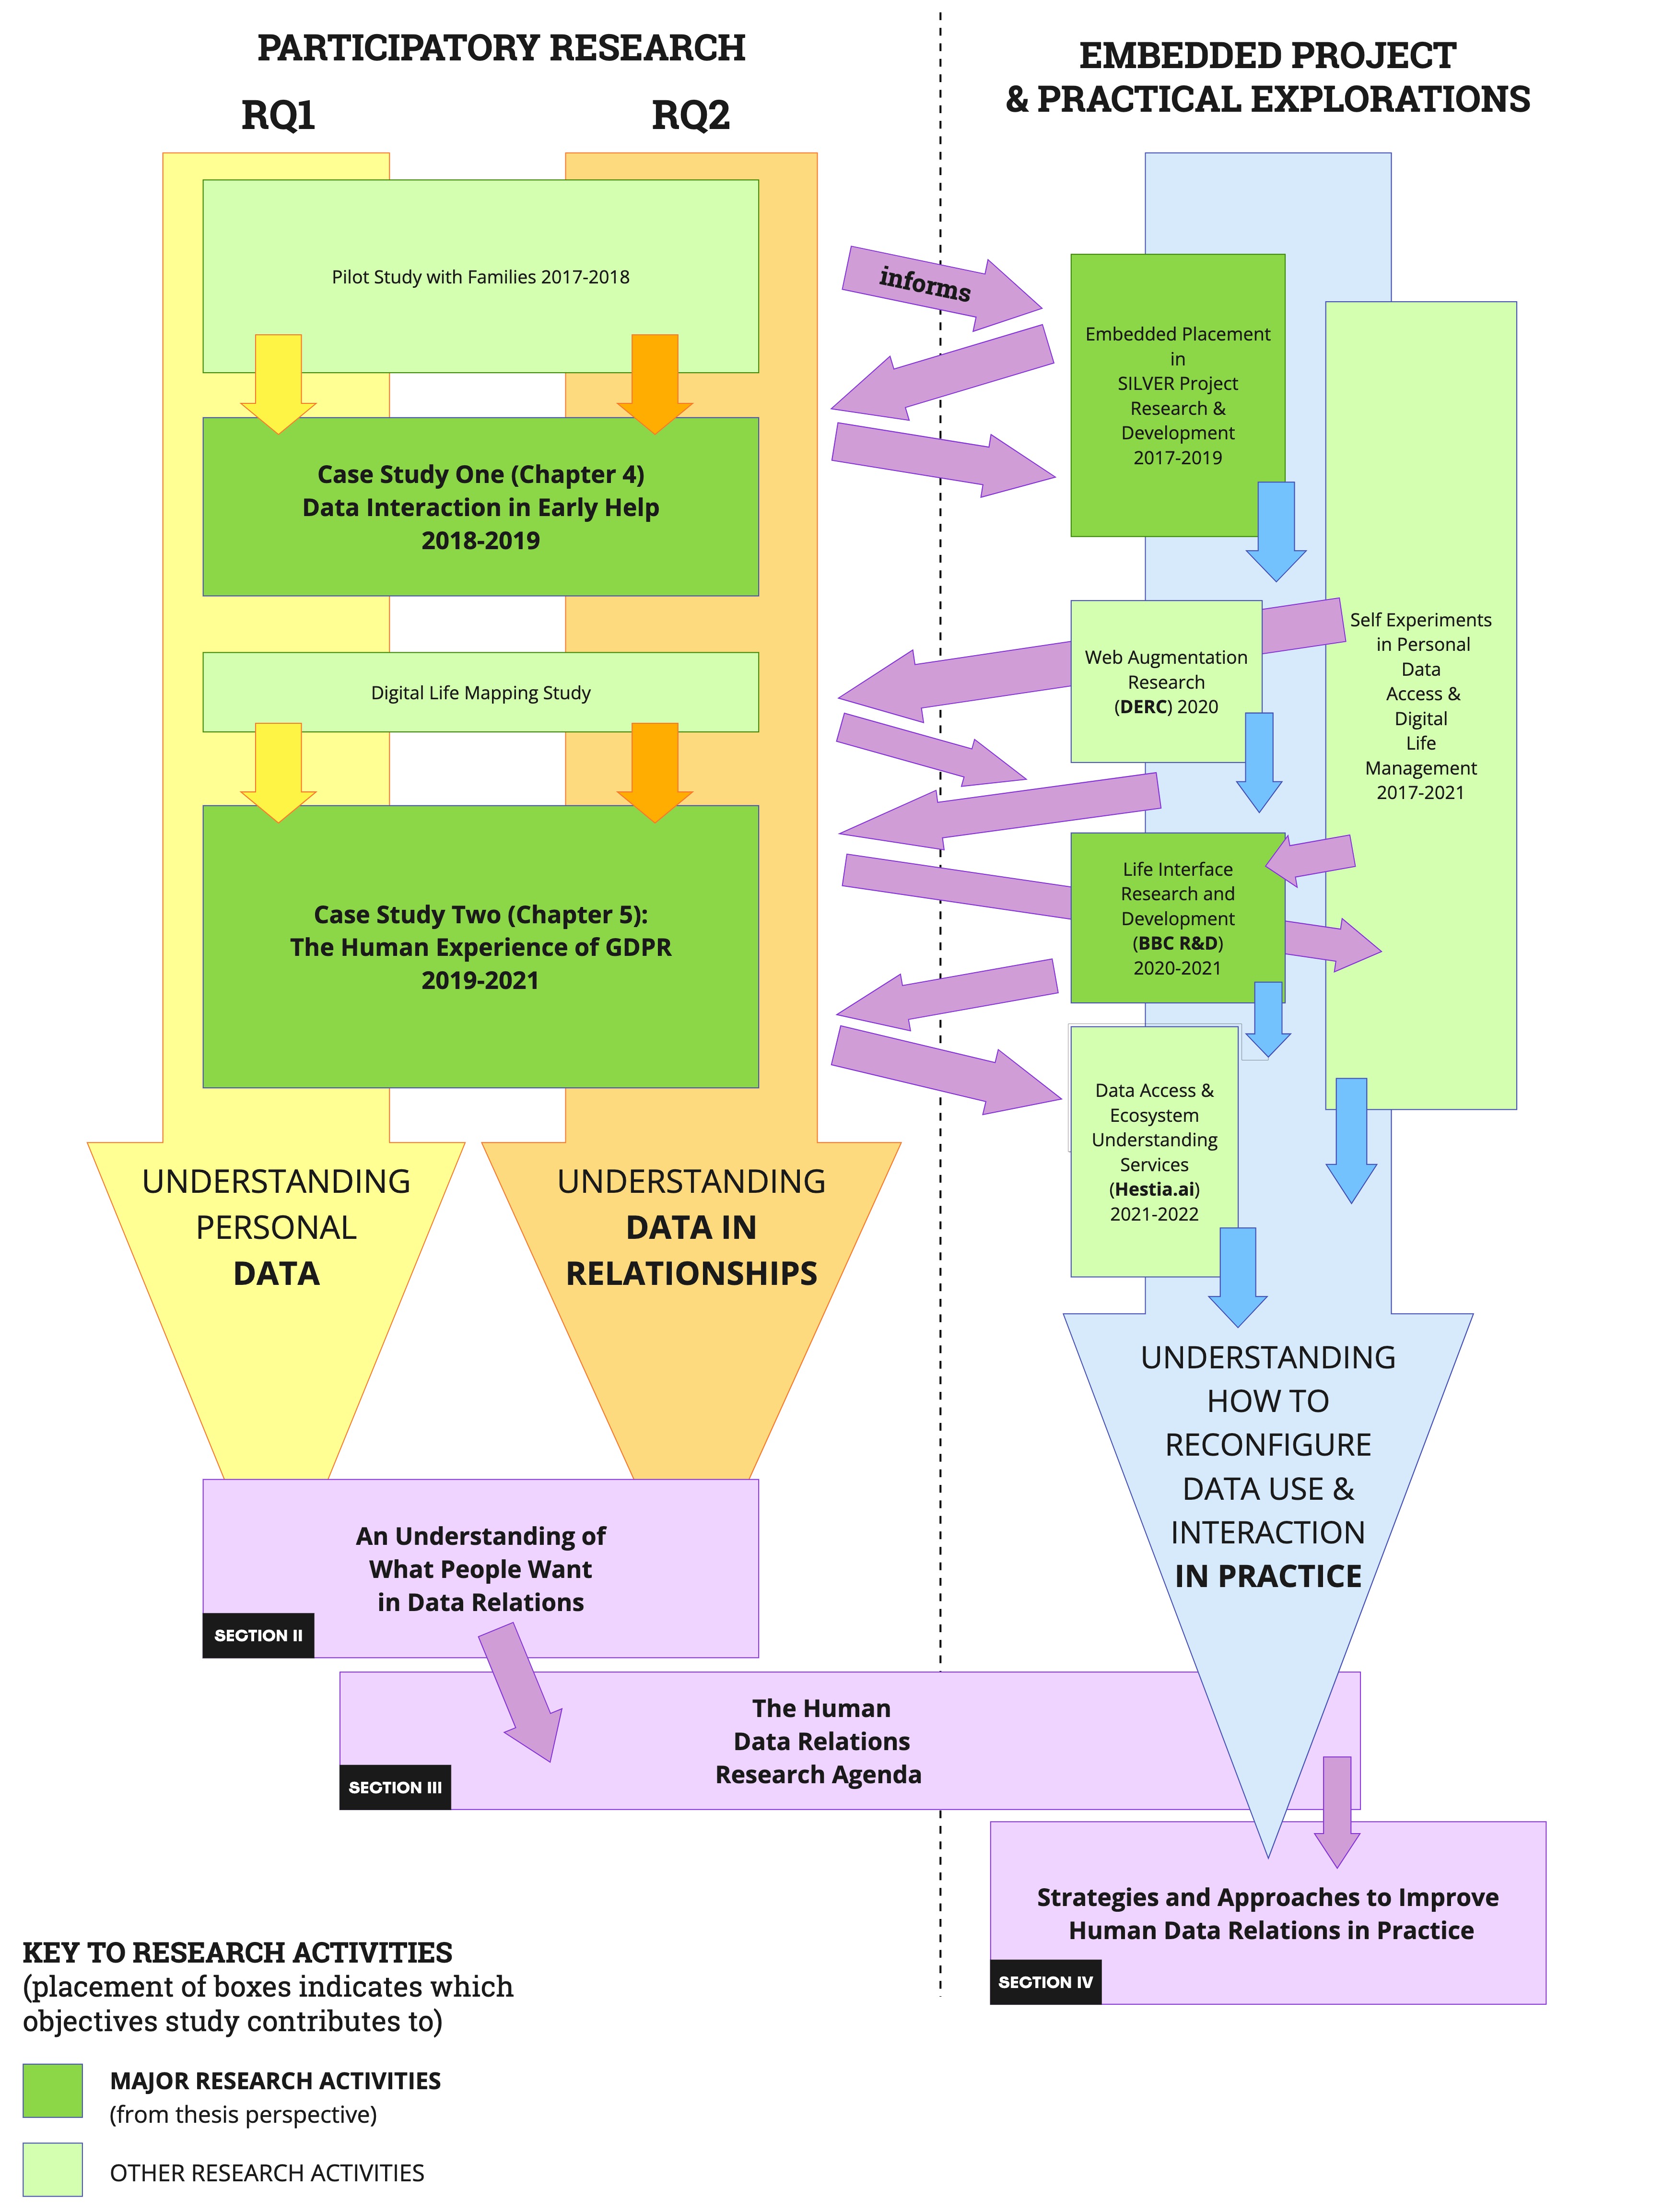 PARTICIPATORY RESEARCH
RQ1
RQ2
Pilot Study with Families 2017-2018
Case Study One (Chapter 4)
Data Interaction in Early Help
2018-2019
Digital Life Mapping Study
Case Study Two (Chapter 5):
The Human Experience of GDPR
2019-2021
UNDERSTANDING
PERSONAL
DATA
UNDERSTANDING
DATA IN
RELATIONSHIPS
informs
EMBEDDED PROJECT
& PRACTICAL EXPLORATIONS
Embedded Placement
in
SILVER Project
Research &
Development
2017-2019
Web Augmentation
Research
(DERC) 2020
Self Experiments
in Personal
Data
Access &
Digital
Life
Management
2017-2021
Life Interface
Research and
Development
(BBC R&D)
2020-2021
Data Access &
Ecosystem
Understanding
Services
(Hestia.ai)
2021-2022
UNDERSTANDING
HOW TO
RECONFIGURE
DATA USE &
INTERACTION
IN PRACTICE
An Understanding of
What People Want
in Data Relations
SECTION II
The Human
Data Relations
Research Agenda
SECTION III
Strategies and Approaches to Improve
Human Data Relations in Practice
SECTION IV
KEY TO RESEARCH ACTIVITIES
(placement of boxes indicates which
objectives study contributes to)
MAJOR RESEARCH ACTIVITIES
(from thesis perspective)
OTHER RESEARCH ACTIVITIES